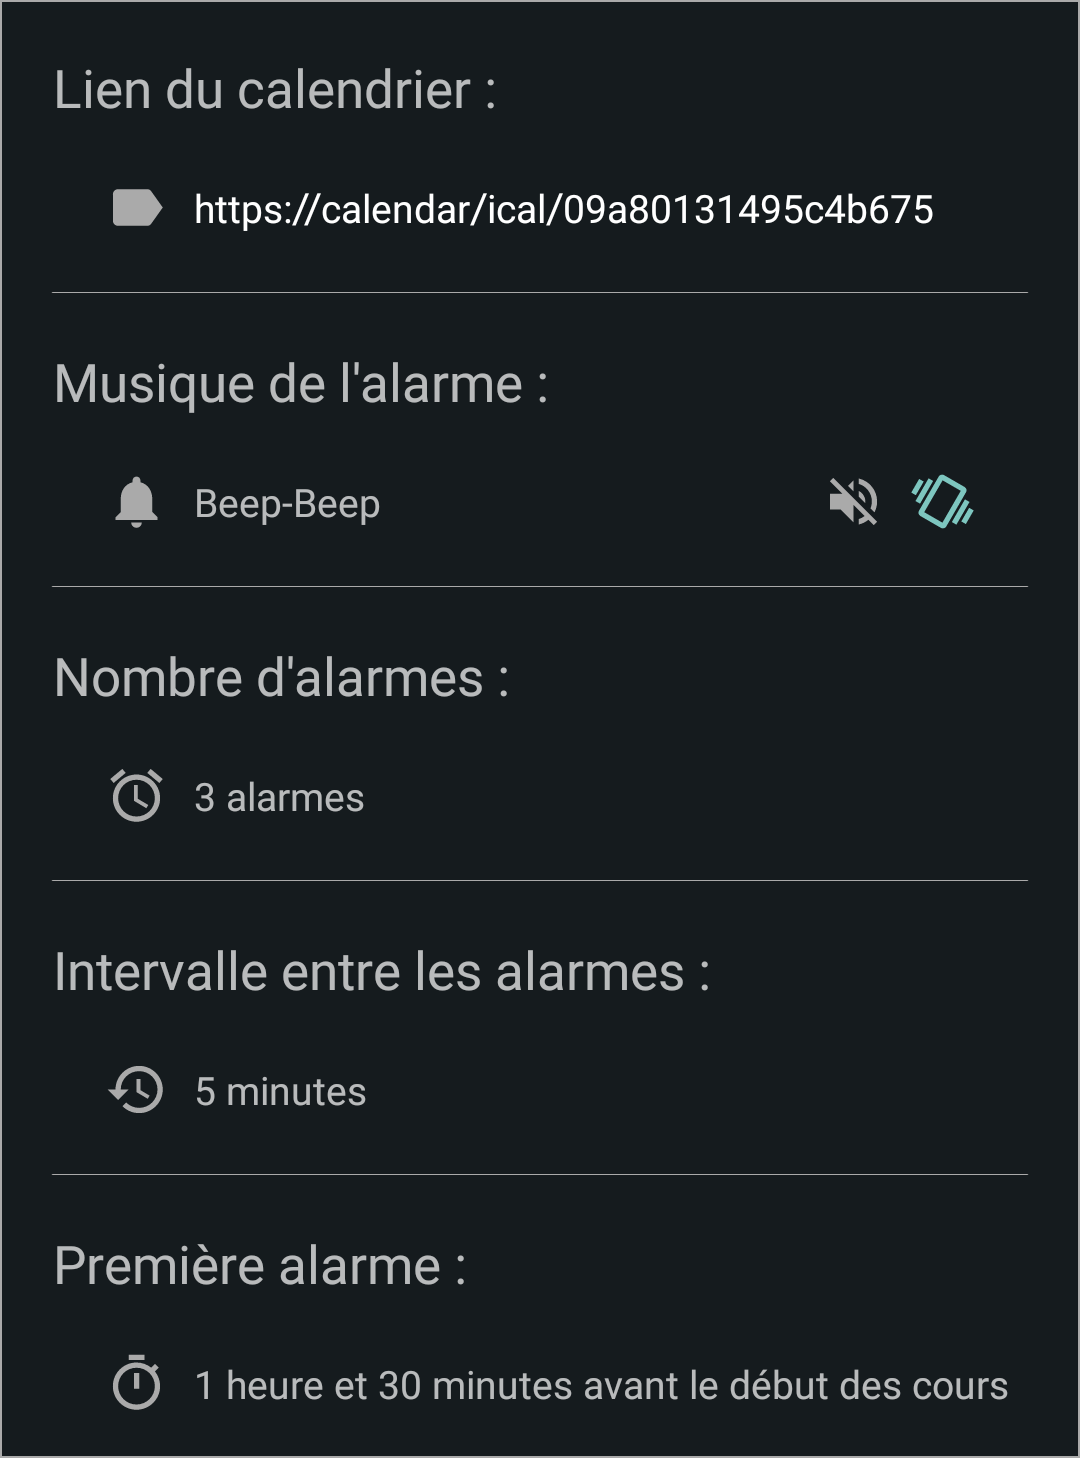 Lien du calendrier :
https://calendar/ical/09a80131495c4b675
Musique de l'alarme :
Beep-Beep
Nombre d'alarmes :
3 alarmes
Intervalle entre les alarmes :
5 minutes
Première alarme :
1 heure et 30 minutes avant le début des cours